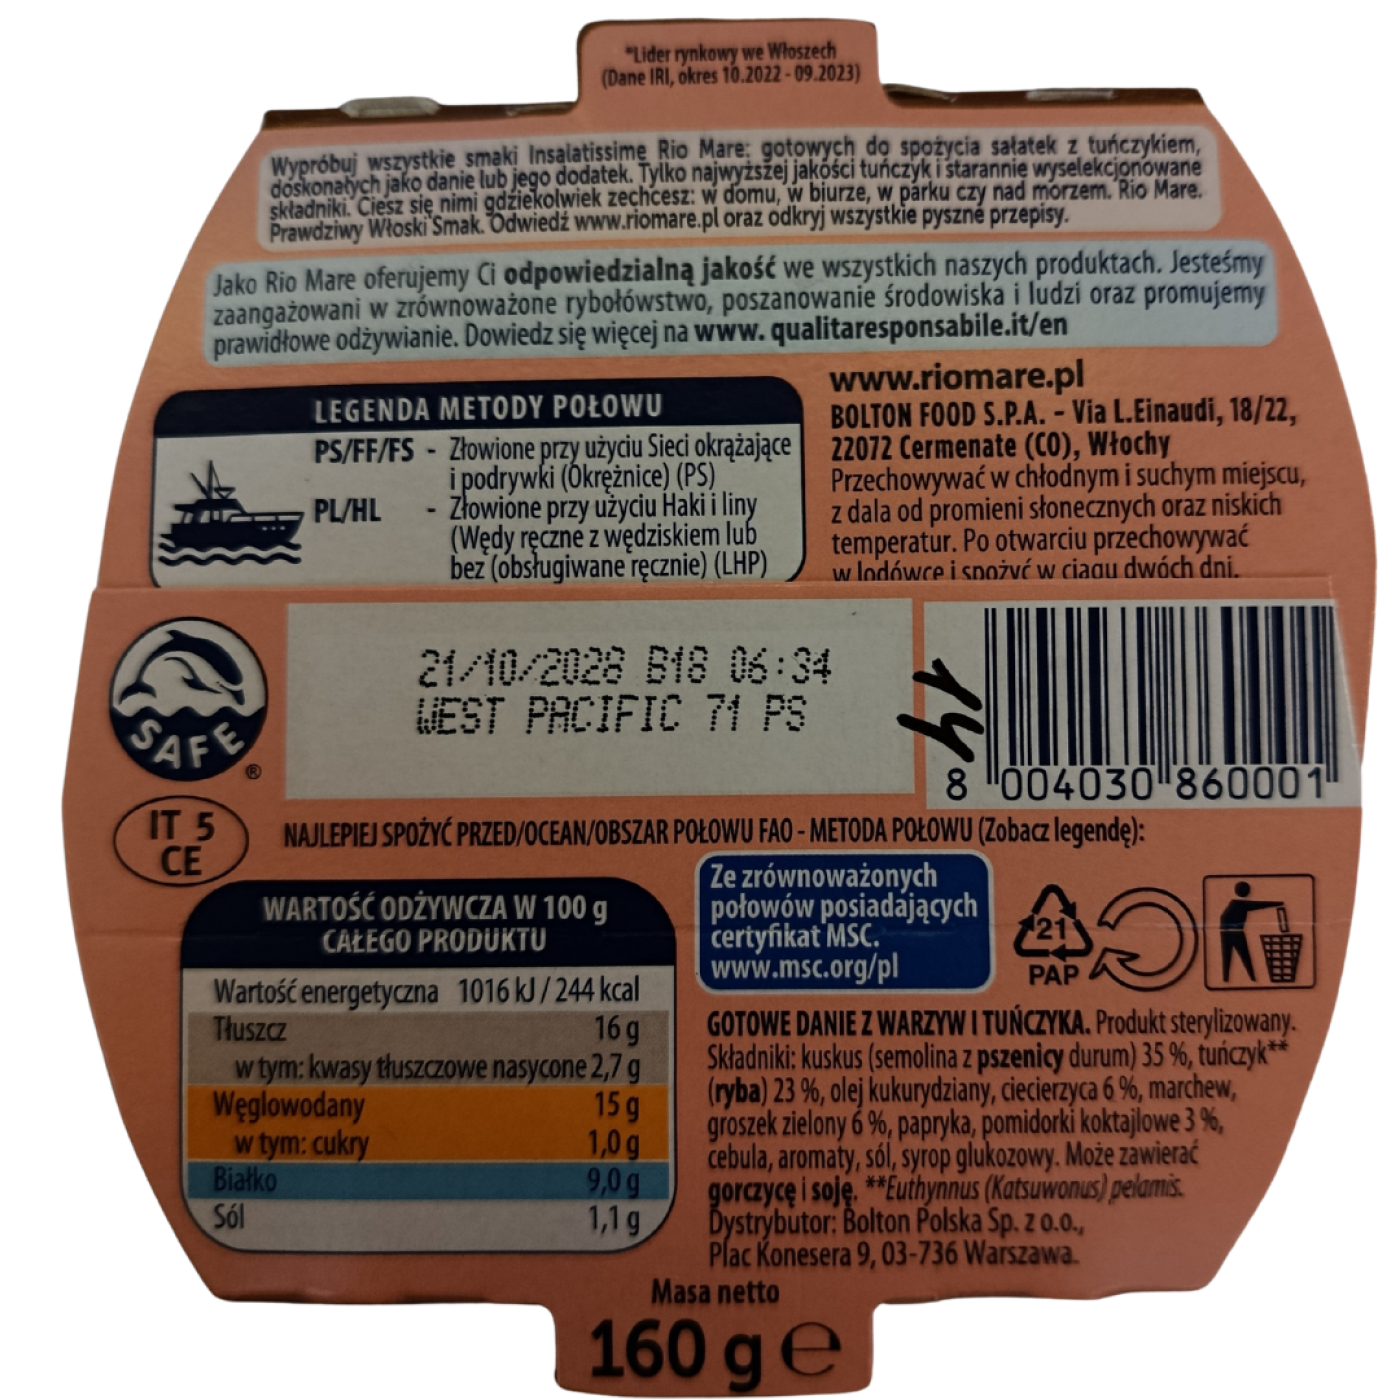 *Lider rynkowy we Włoszech
(Dane IRI, okres 10.2022 - 09.2023)
Wypróbuj wszystkie smaki Insalatissime Rio Mare: gotowych do spożycia sałatek z tuńczykiem,
doskonałych jako danie lub jego dodatek. Tylko najwyższej jakości tuńczyk i starannie wyselekcjonowane
składniki. Ciesz się nimi gdziekolwiek zechcesz: w domu, w biurze, w parku czy nad morzem. Rio Mare.
Prawdziwy Włoski Smak. Odwiedź www.riomare.pl oraz odkryj wszystkie pyszne przepisy.
Jako Rio Mare oferujemy Ci odpowiedzialną jakość we wszystkich naszych produktach. Jesteśmy
zaangażowani w zrównoważone rybołówstwo, poszanowanie środowiska i ludzi oraz promujemy
prawidłowe odżywianie. Dowiedz się więcej na www. qualitaresponsabile.it/en
LEGENDA METODY POŁOWU
PS/FF/FS - Złowione przy użyciu Sieci okrążające
i podrywki (Okrężnice) (PS)
PL/HL - Złowione przy użyciu Haki i liny
(Wędy ręczne z wędziskiem lub
bez (obsługiwane ręcznie) (LHP)
www.riomare.pl
BOLTON FOOD S.P.A. - Via L.Einaudi, 18/22,
22072 Cermenate (CO), Włochy
Przechowywać w chłodnym i suchym miejscu,
z dala od promieni słonecznych oraz niskich
temperatur. Po otwarciu przechowywać
w lodówce i spożyć w ciągu dwóch dni.
SAFE
®
21/10/2028 B18 06:34
WEST PACIFIC 71 PS
14
8 004030 860001
IT 5
CE
NAJLEPIEJ SPOŻYĆ PRZED/OCEAN/OBSZAR POŁOWU FAO - METODA POŁOWU (Zobacz legendę):
WARTOŚĆ ODŻYWCZA W 100 g
CAŁEGO PRODUKTU
Wartość energetyczna 1016 kJ / 244 kcal
Tłuszcz 16 g
w tym: kwasy tłuszczowe nasycone 2,7 g
Węglowodany 15 g
w tym: cukry 1,0 g
Białko 9,0 g
Sól 1,1 g
Ze zrównoważonych
połowów posiadających
certyfikat MSC.
www.msc.org/pl
21
PAP
GOTOWE DANIE Z WARZYW I TUŃCZYKA. Produkt sterylizowany.
Składniki: kuskus (semolina z pszenicy durum) 35 %, tuńczyk**
(ryba) 23 %, olej kukurydziany, ciecierzyca 6 %, marchew,
groszek zielony 6 %, papryka, pomidorki koktajlowe 3 %,
cebula, aromaty, sól, syrop glukozowy. Może zawierać
gorczycę i soję. **Euthynnus (Katsuwonus) pelamis.
Dystrybutor: Bolton Polska Sp. z o.o.,
Plac Konesera 9, 03-736 Warszawa.
Masa netto
160 g ℮